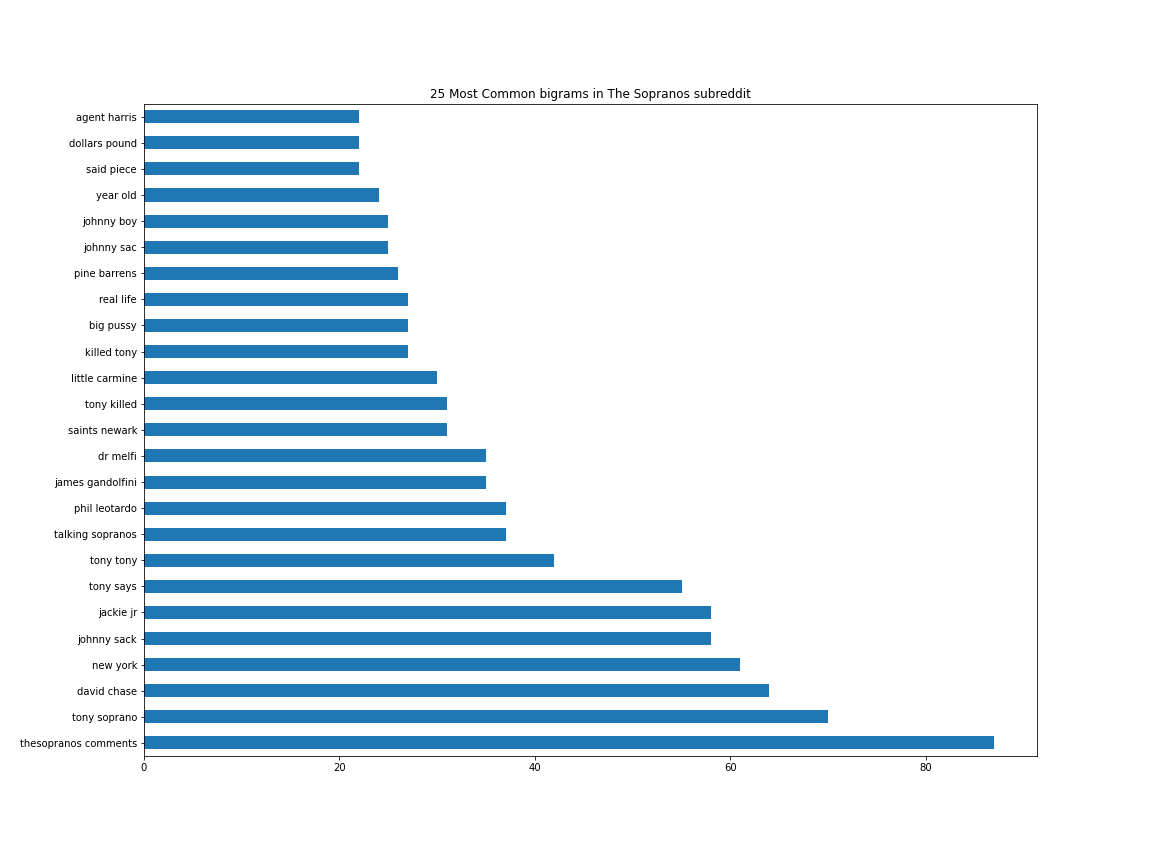 25 Most Common bigrams in The Sopranos subreddit
agent harris
dollars pound
said piece
year old
johnny boy
johnny sac
pine barrens
real life
big pussy
killed tony
little carmine
tony killed
saints newark
dr melfi
james gandolfini
phil leotardo
talking sopranos
tony tony
tony says
jackie jr
johnny sack
new york
david chase
tony soprano
thesopranos comments
0 20 40 60 80